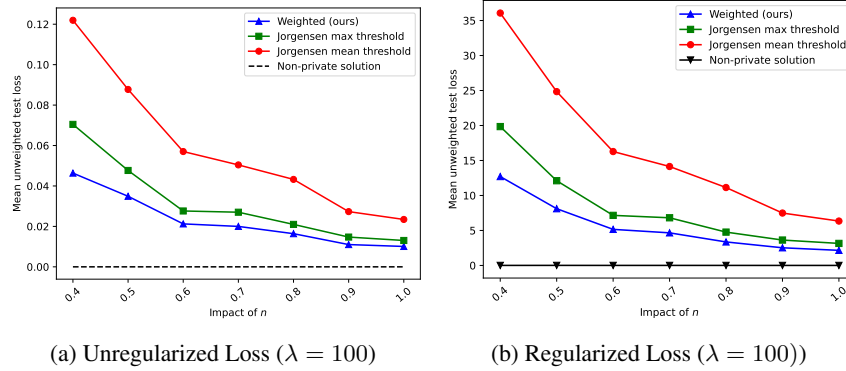 Mean unweighted test loss
0.12
0.10
0.08
0.06
0.04
0.02
0.00
Weighted (ours)
Jorgensen max threshold
Jorgensen mean threshold
Non-private solution
0.4
0.5
0.6
0.7
0.8
0.9
1.0
Impact of n
(a) Unregularized Loss (λ = 100)
Mean unweighted test loss
35
30
25
20
15
10
5
0
Weighted (ours)
Jorgensen max threshold
Jorgensen mean threshold
Non-private solution
0.4
0.5
0.6
0.7
0.8
0.9
1.0
Impact of n
(b) Regularized Loss (λ = 100))